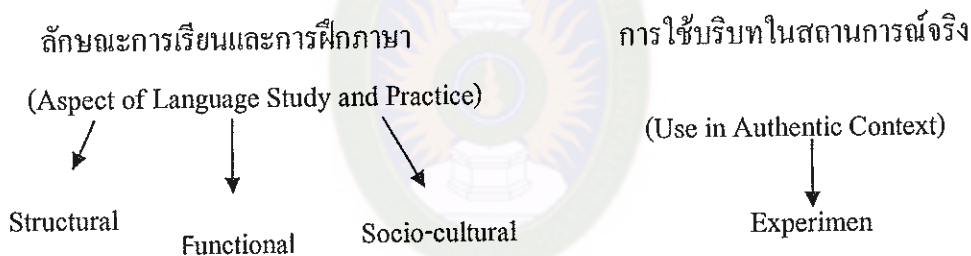 ลักษณะการเรียนและการฝึกภาษา
การใช้บริบทในสถานการณ์จริง
(Aspect of Language Study and Practice)
(Use in Authentic Context)
Structural
Functional
Socio-cultural
Experimen